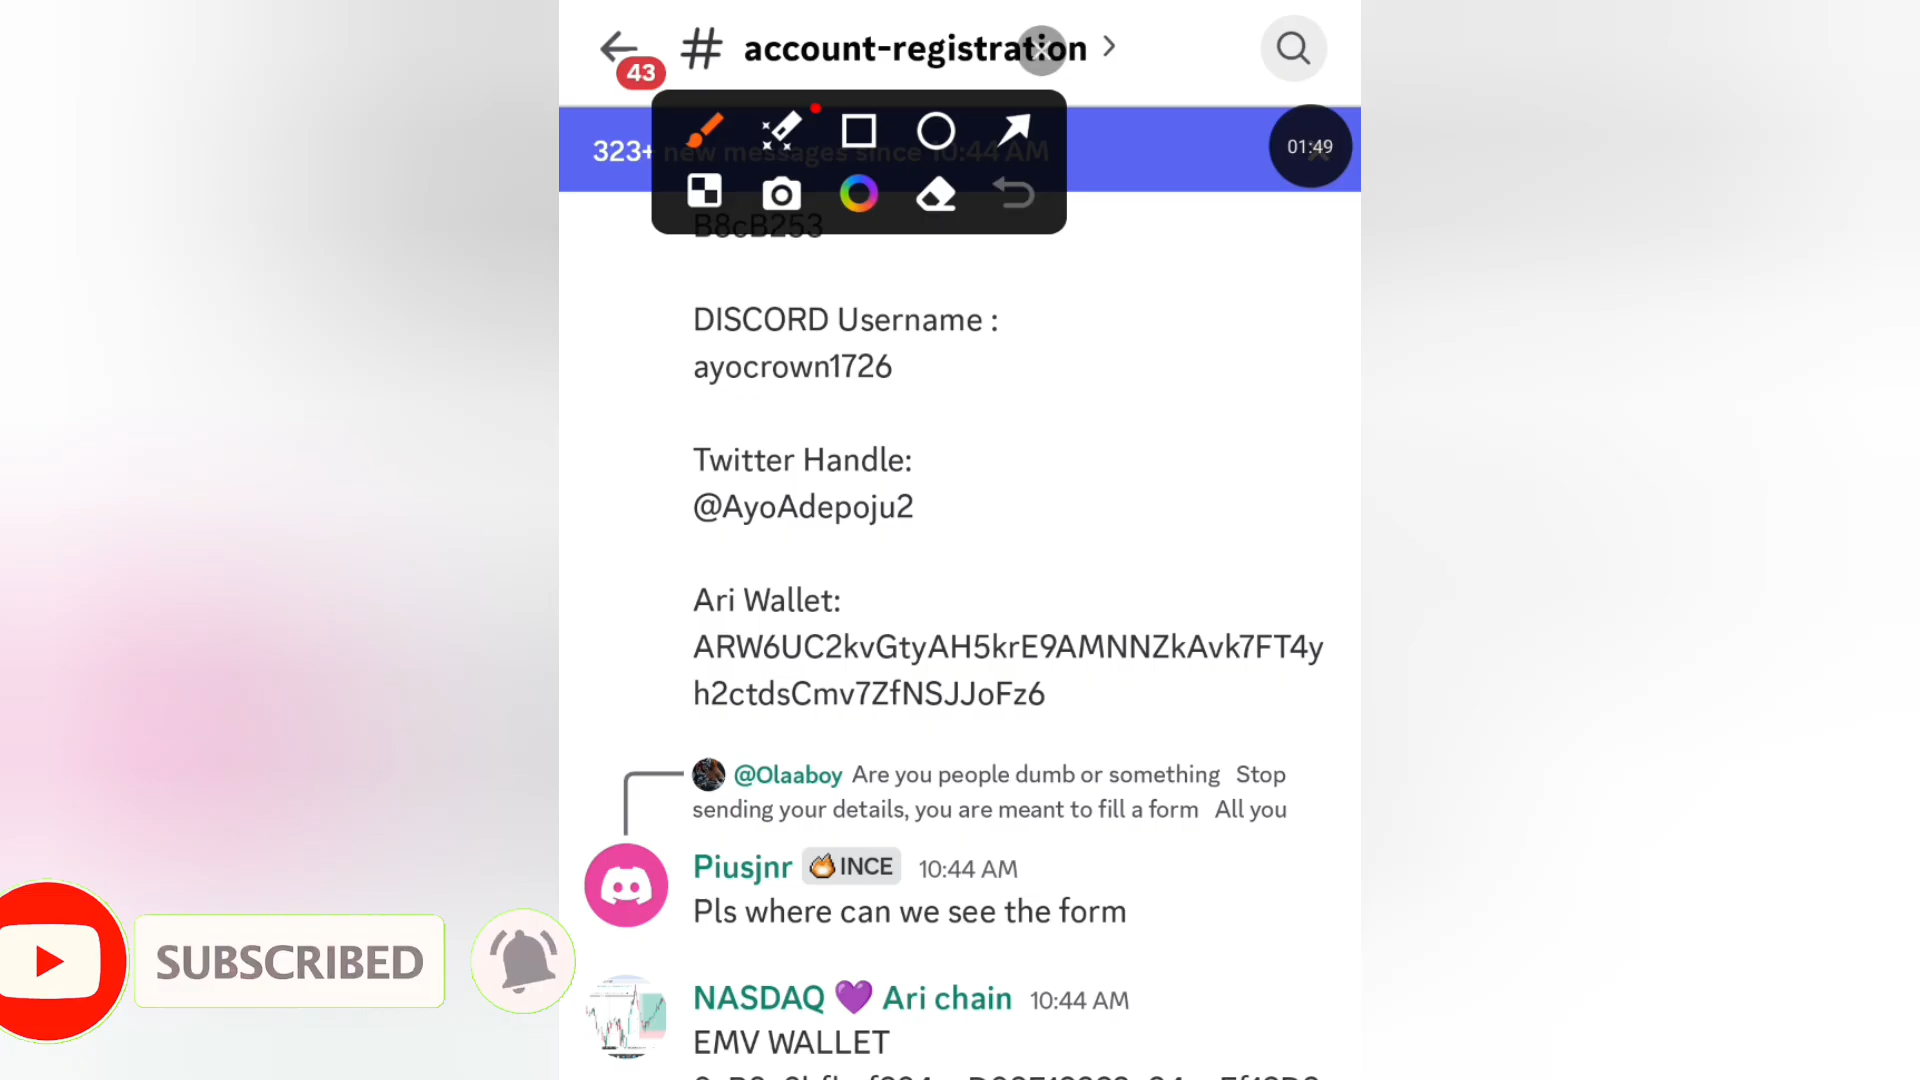 # account-registration >
43
323+ new messages since 10:44 AM
01:49
B8cB253
DISCORD Username :
ayocrown1726
Twitter Handle:
@AyoAdepoju2
Ari Wallet:
ARW6UC2kvGtyAH5krE9AMNNZkAvk7FT4y
h2ctdsCmv7ZfNSJJoFz6
@Olaaboy Are you people dumb or something Stop
sending your details, you are meant to fill a form All you
Piusjnr INCE 10:44 AM
Pls where can we see the form
NASDAQ 💜 Ari chain 10:44 AM
EMV WALLET
SUBSCRIBED